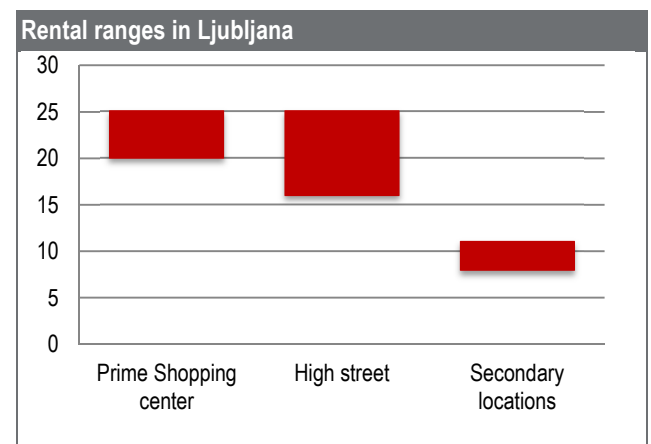 Rental ranges in Ljubljana
30
25
20
15
10
5
0
Prime Shopping
center
High street
Secondary
locations